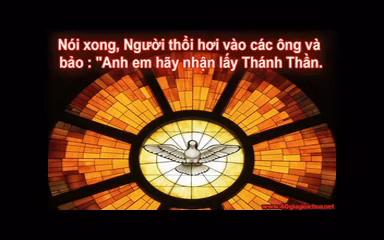 Nói xong, Người thổi hơi vào các ông và
bảo : "Anh em hãy nhận lấy Thánh Thần.